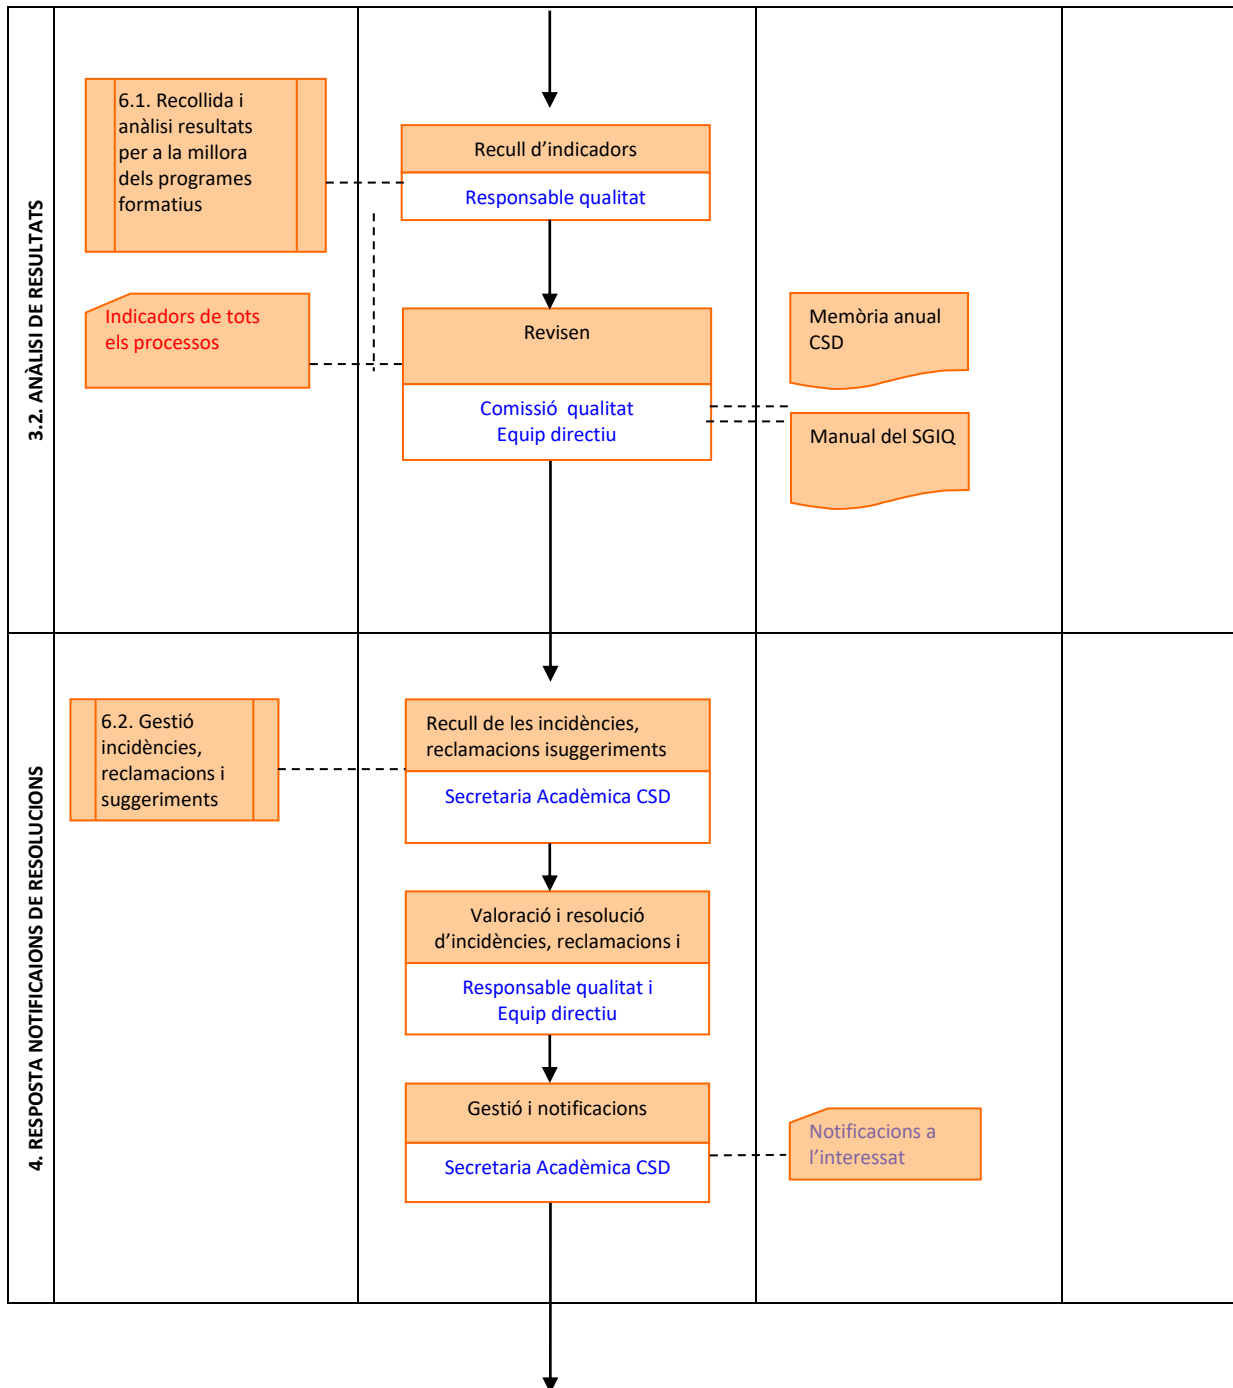 3.2. ANÀLISI DE RESULTATS
6.1. Recollida i
anàlisi resultats
per a la millora
dels programes
formatius
Recull d’indicadors
Responsable qualitat
Indicadors de tots
els processos
Revisen
Comissió qualitat
Equip directiu
Memòria anual
CSD
Manual del SGIQ
4. RESPOSTA NOTIFICAIONS DE RESOLUCIONS
6.2. Gestió
incidències,
reclamacions i
suggeriments
Recull de les incidències,
reclamacions isuggeriments
Secretaria Acadèmica CSD
Valoració i resolució
d’incidències, reclamacions i
Responsable qualitat i
Equip directiu
Gestió i notificacions
Secretaria Acadèmica CSD
Notificacions a
l’interessat